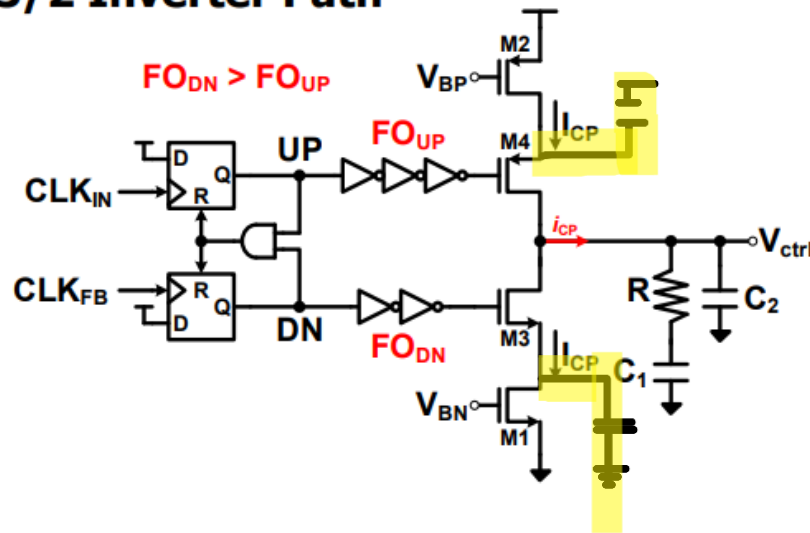 M2
FO_DN > FO_UP
V_BP
I_CP
FO_UP
M4
D
UP
Q
CLK_IN
R
i_CP
V_ctrl
CLK_FB
R
Q
R
C_2
D
DN
M3
FO_DN
I_CP
C_1
V_BN
M1